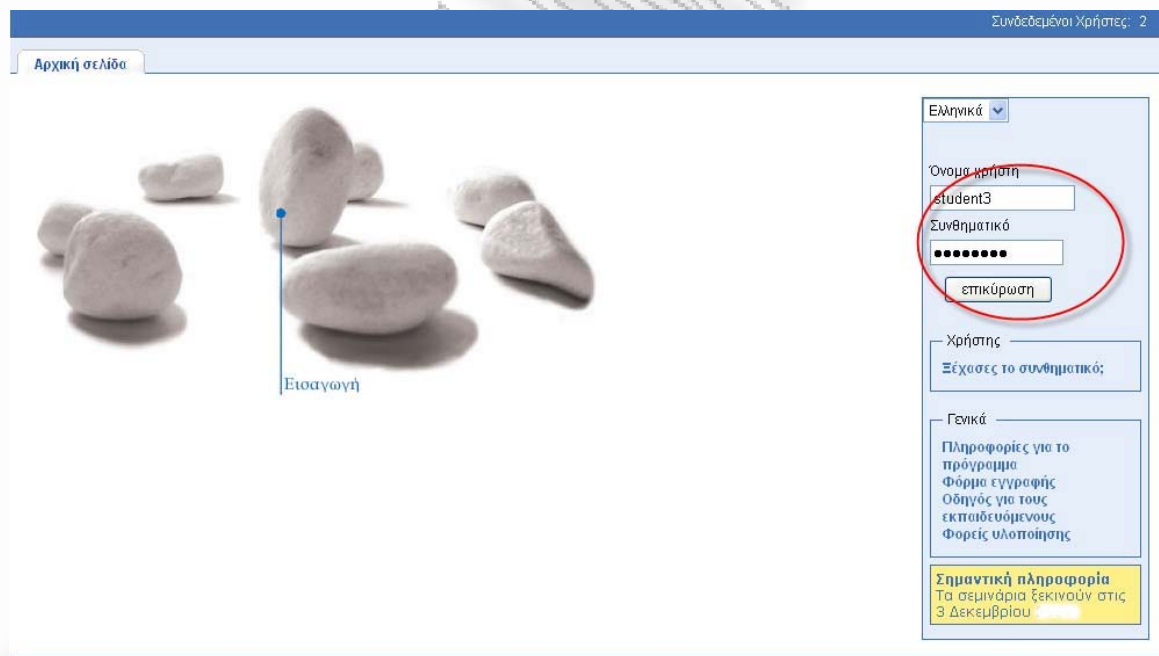 Συνδεδεμένοι Χρήστες: 2
Αρχική σελίδα
Ελληνικά
Όνομα χρήστη
student3
Συνθηματικό
●●●●●●●●
επικύρωση
Χρήστης
Ξέχασες το συνθηματικό;
Εισαγωγή
Γενικά
Πληροφορίες για το
πρόγραμμα
Φόρμα εγγραφής
Οδηγός για τους
εκπαιδευόμενους
Φορείς υλοποίησης
Σημαντική πληροφορία
Τα σεμινάρια ξεκινούν στις
3 Δεκεμβρίου